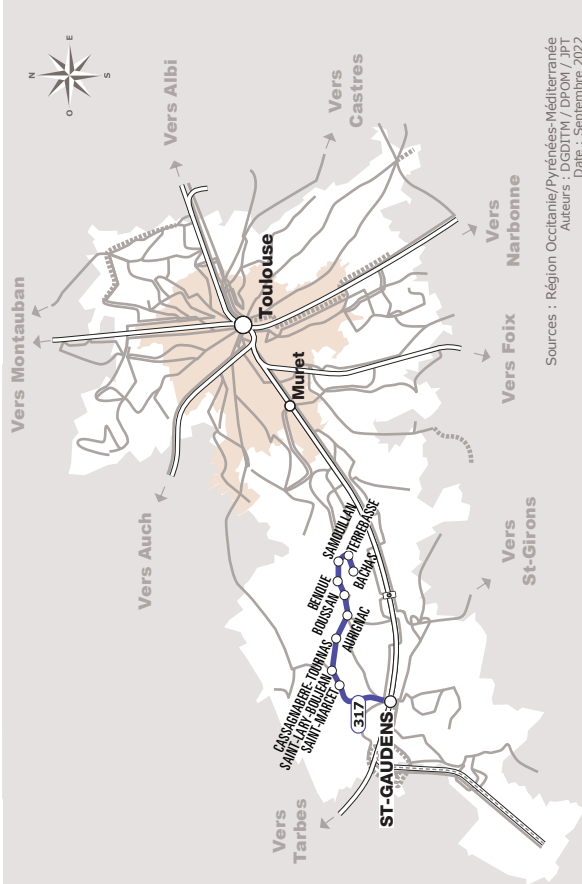 N
E
S
O
Vers Albi
Vers
Castres
Vers Montauban
Toulouse
Vers
Narbonne
Muret
Vers Foix
Vers Auch
Vers
St-Girons
SAMOUILLAN
TERREBASSE
BACHAS
BENQUE
BOUSSAN
AURIGNAC
CASSAGNABERE-TOURNAS
SAINT-LARY-BOUJEAN
SAINT-MARCET
317
ST-GAUDENS
Vers
Tarbes
Sources : Région Occitanie/Pyrénées-Méditerranée
Auteurs : DGDITM / DPOM / JPT
Date : Septembre 2022